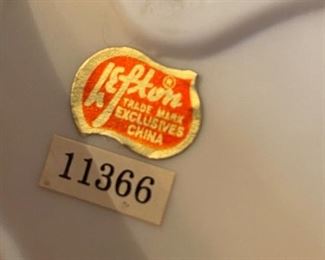 Lefton ®
TRADE MARK
EXCLUSIVES
CHINA
11366